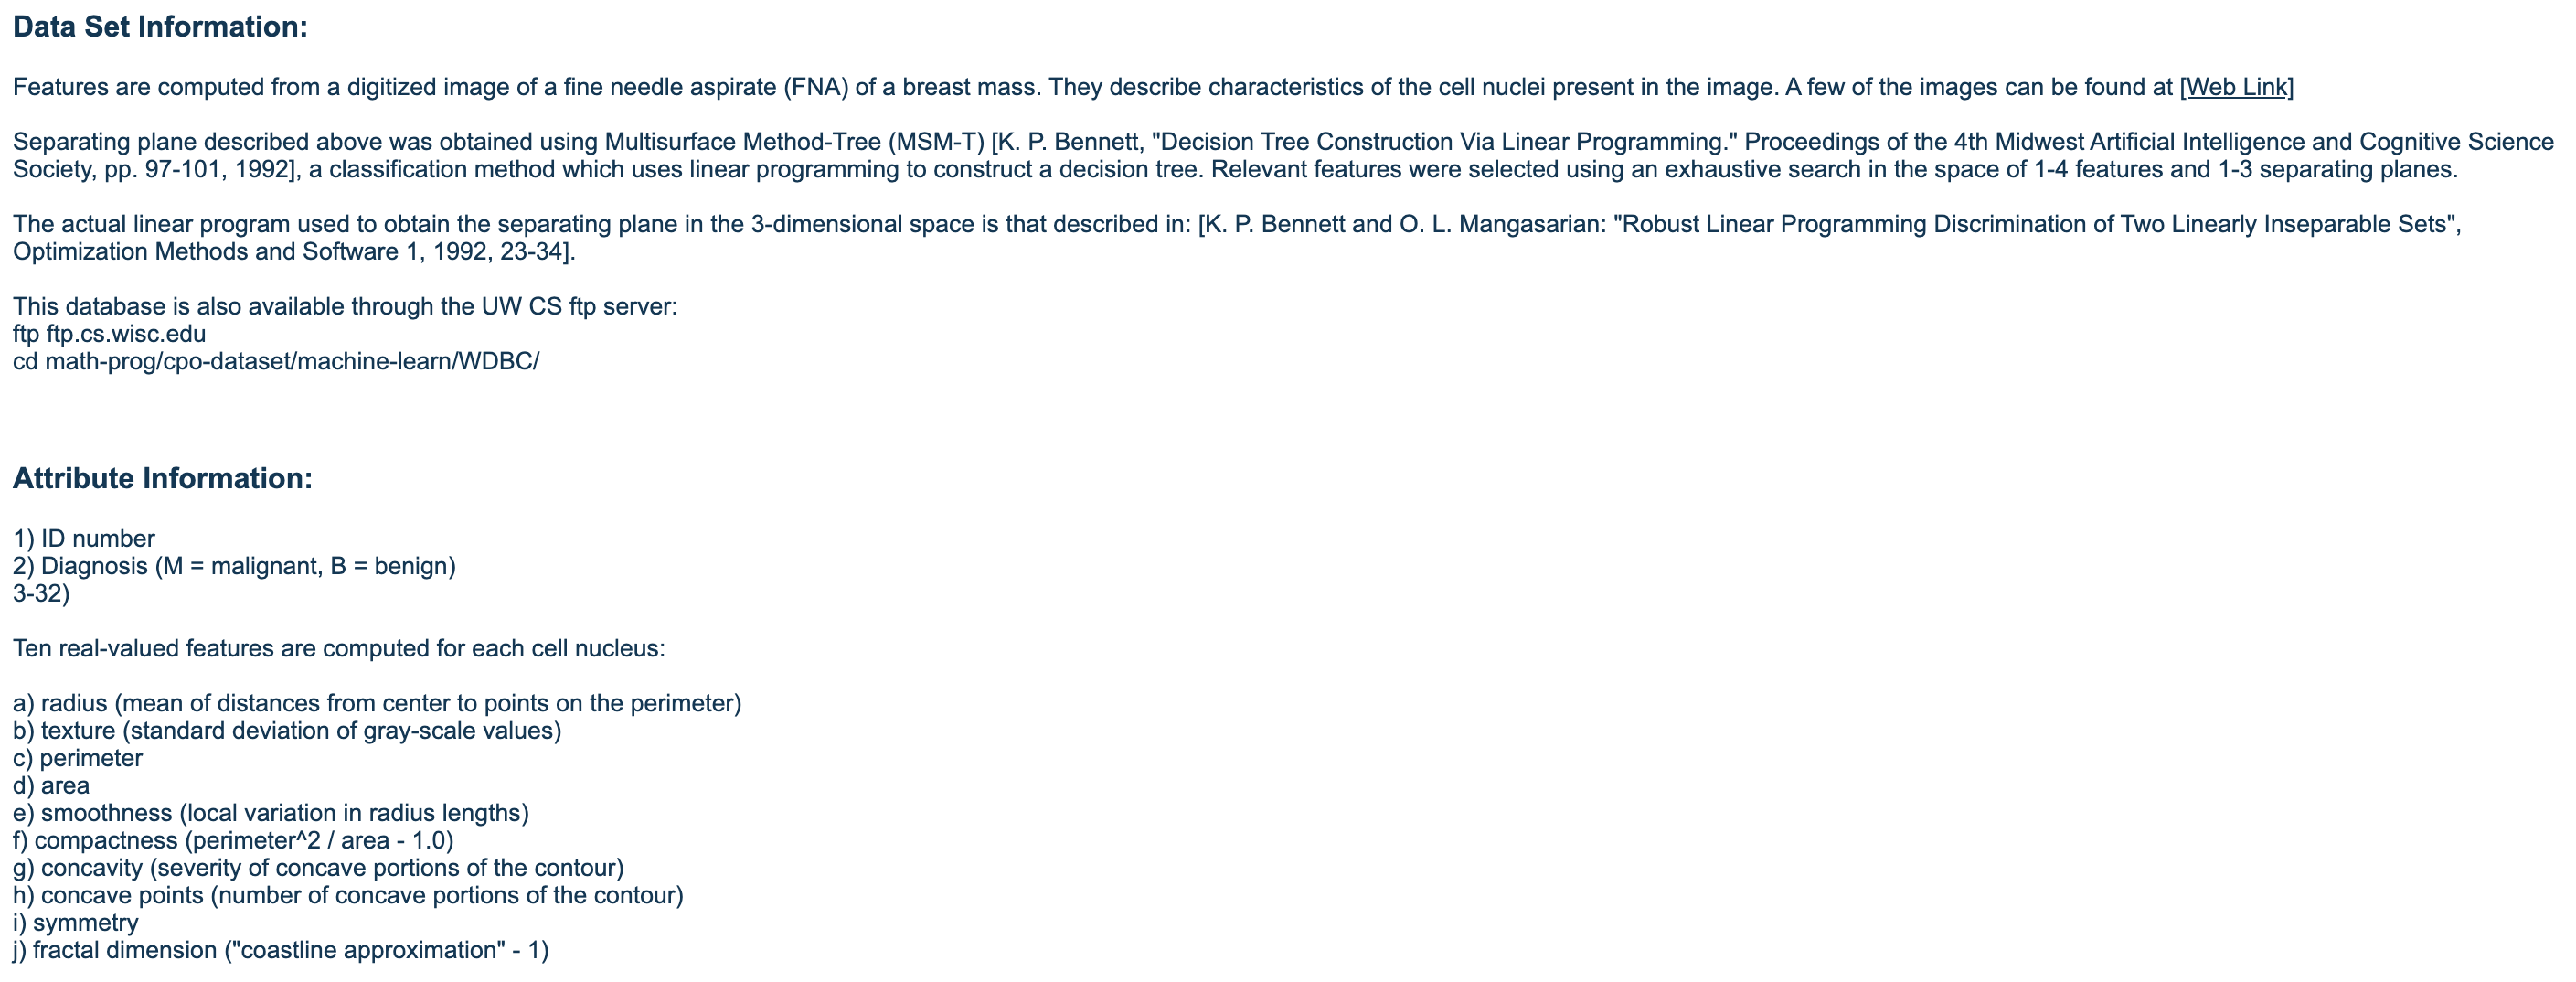 Data Set Information:
Features are computed from a digitized image of a fine needle aspirate (FNA) of a breast mass. They describe characteristics of the cell nuclei present in the image. A few of the images can be found at [Web Link]
Separating plane described above was obtained using Multisurface Method-Tree (MSM-T) [K. P. Bennett, "Decision Tree Construction Via Linear Programming." Proceedings of the 4th Midwest Artificial Intelligence and Cognitive Science
Society, pp. 97-101, 1992], a classification method which uses linear programming to construct a decision tree. Relevant features were selected using an exhaustive search in the space of 1-4 features and 1-3 separating planes.
The actual linear program used to obtain the separating plane in the 3-dimensional space is that described in: [K. P. Bennett and O. L. Mangasarian: "Robust Linear Programming Discrimination of Two Linearly Inseparable Sets",
Optimization Methods and Software 1, 1992, 23-34].
This database is also available through the UW CS ftp server:
ftp ftp.cs.wisc.edu
cd math-prog/cpo-dataset/machine-learn/WDBC/
Attribute Information:
1) ID number
2) Diagnosis (M = malignant, B = benign)
3-32)
Ten real-valued features are computed for each cell nucleus:
a) radius (mean of distances from center to points on the perimeter)
b) texture (standard deviation of gray-scale values)
c) perimeter
d) area
e) smoothness (local variation in radius lengths)
f) compactness (perimeter^2 / area - 1.0)
g) concavity (severity of concave portions of the contour)
h) concave points (number of concave portions of the contour)
i) symmetry
j) fractal dimension ("coastline approximation" - 1)